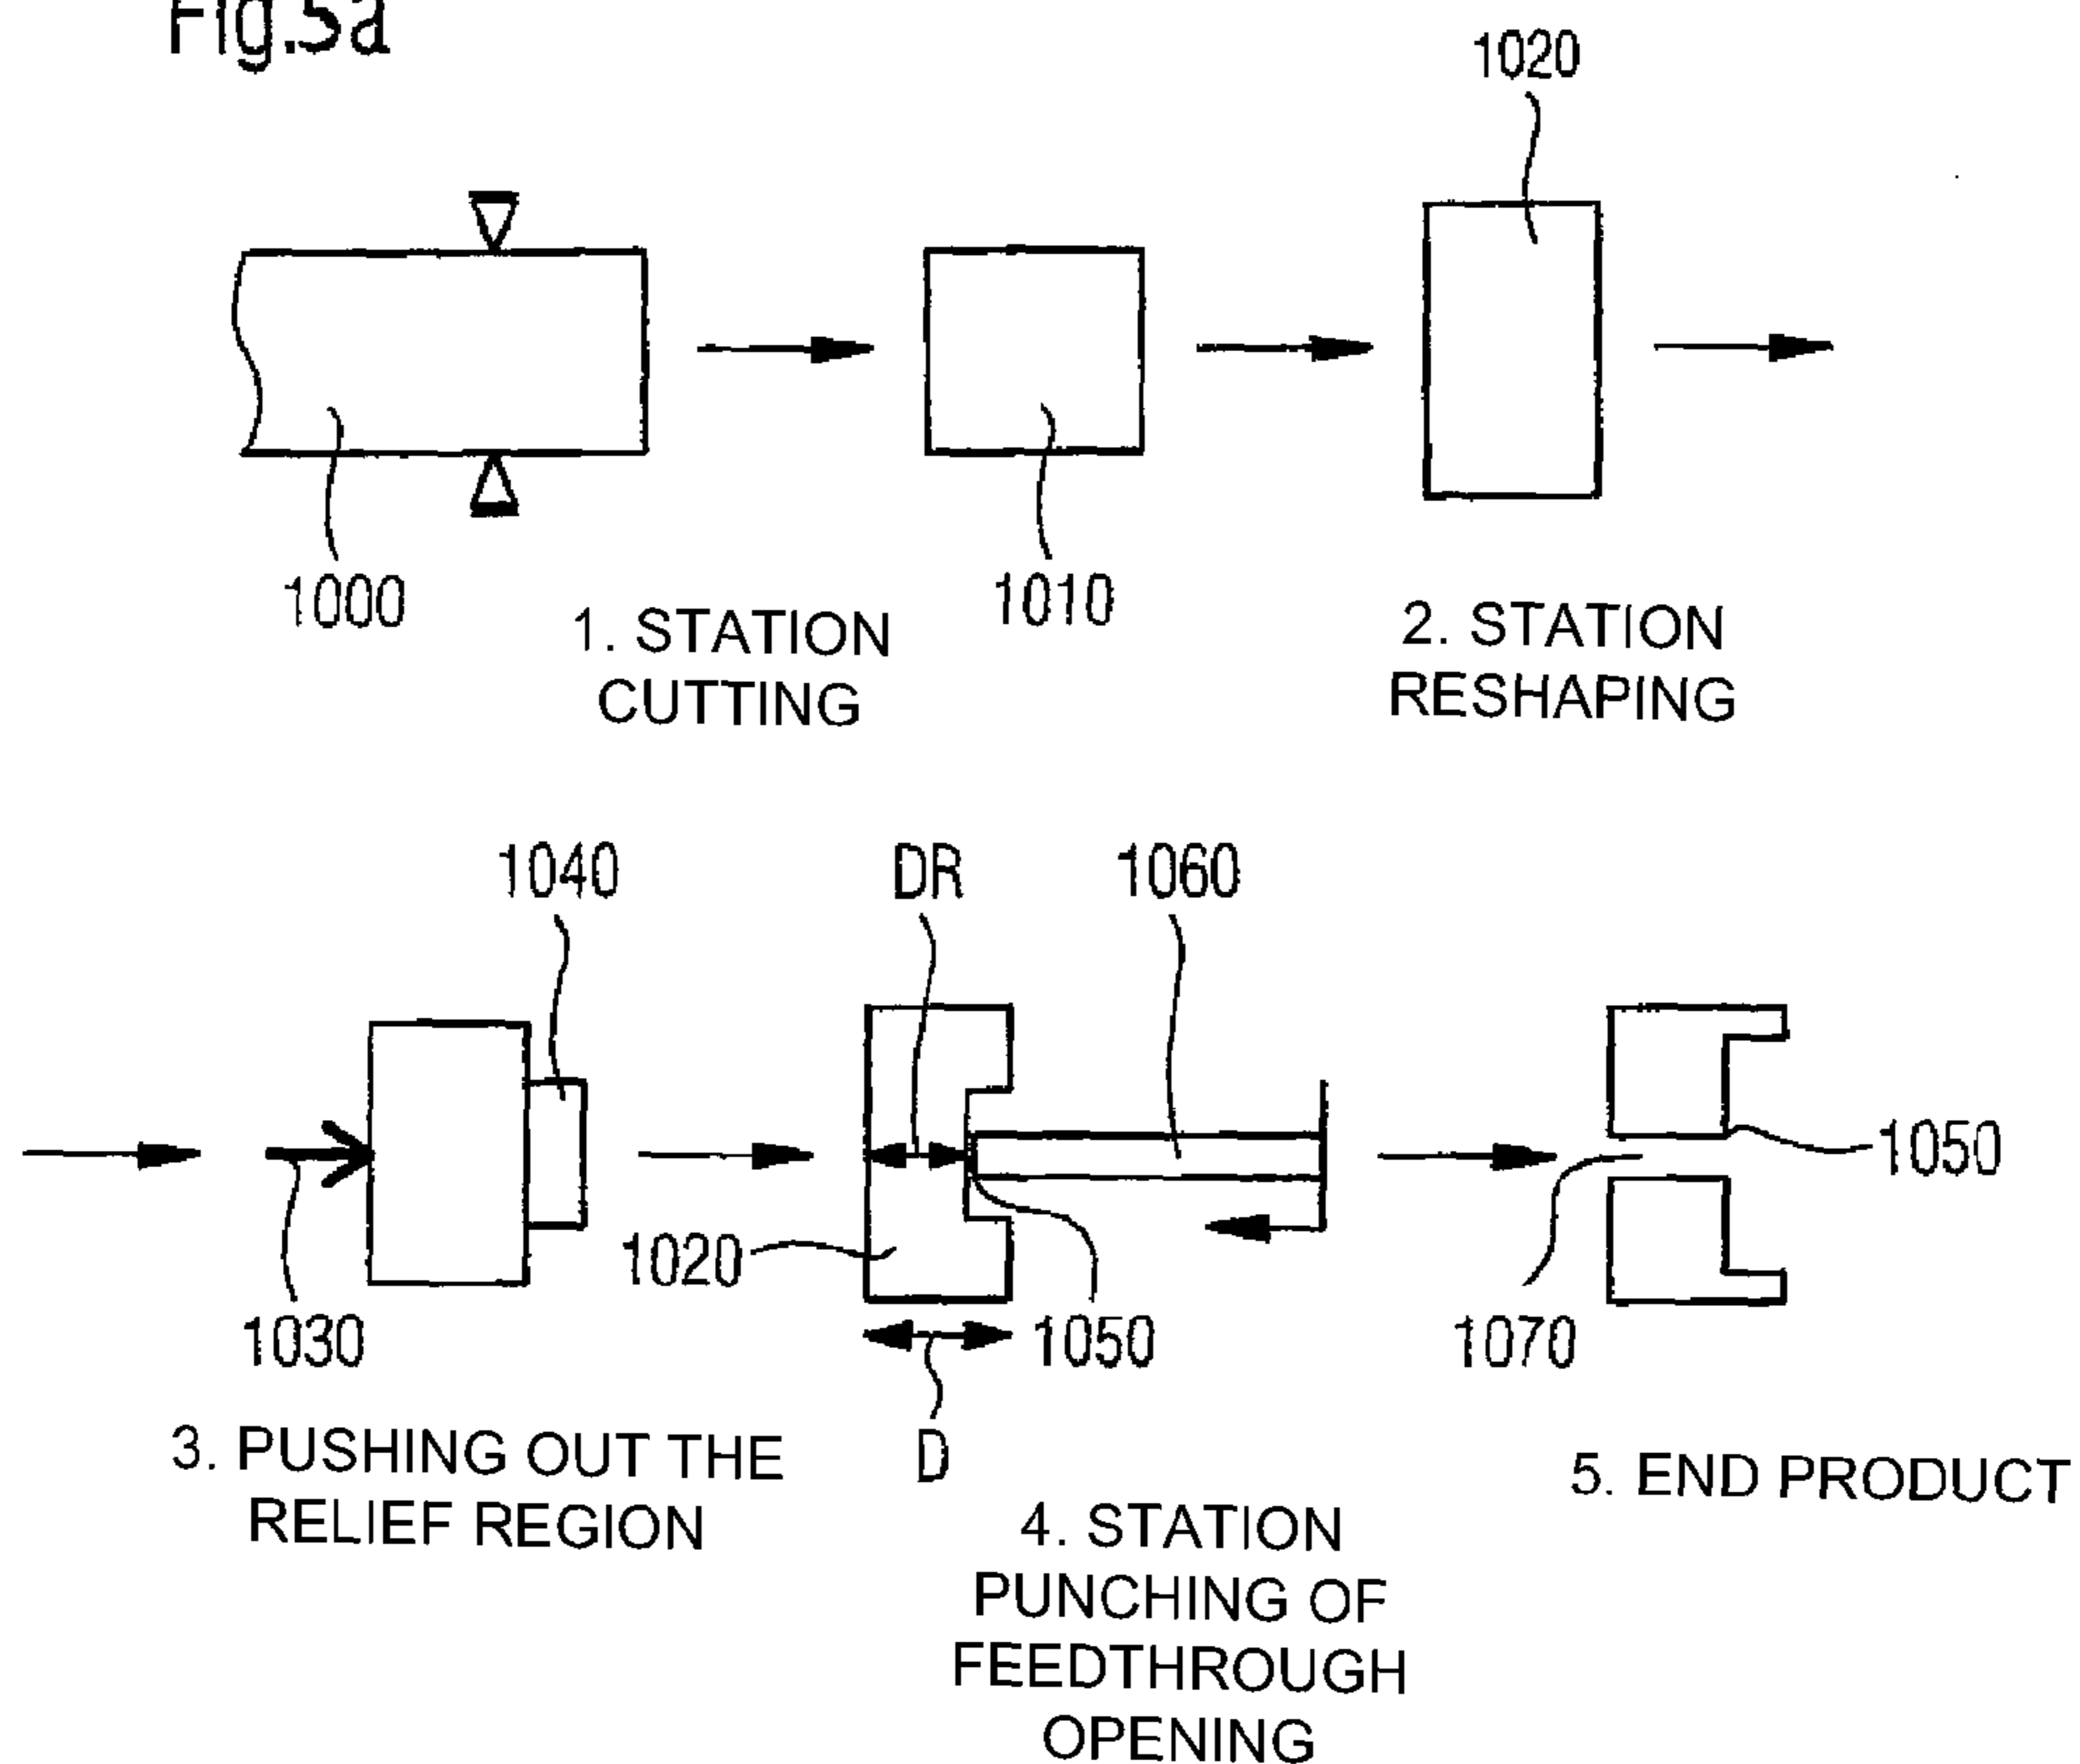 Fig.5a
1020
1000
1010
1. STATION
CUTTING
2. STATION
RESHAPING
1040
DR
1060
1050
1020
1030
1050
1070
D
3. PUSHING OUT THE
RELIEF REGION
4. STATION
PUNCHING OF
FEEDTHROUGH
OPENING
5. END PRODUCT